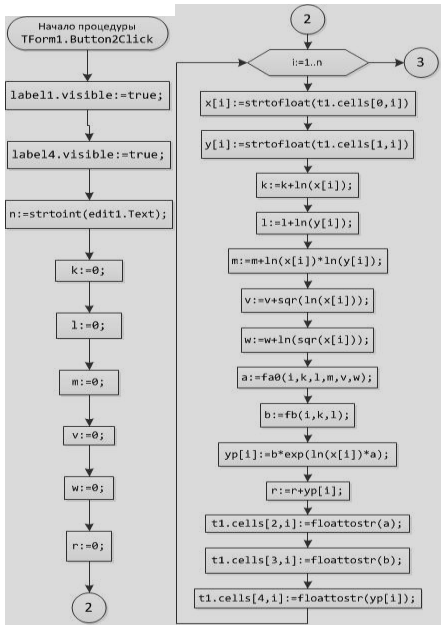 Начало процедуры
TForm1.Button2Click
label1.visible:=true;
label4.visible:=true;
n:=strtoint(edit1.Text);
k:=0;
l:=0;
m:=0;
v:=0;
w:=0;
r:=0;
2
2
i:=1..n
3
x[i]:=strtofloat(t1.cells[0,i])
y[i]:=strtofloat(t1.cells[1,i])
k:=k+ln(x[i]);
l:=l+ln(y[i]);
m:=m+ln(x[i])*ln(y[i]);
v:=v+sqr(ln(x[i]));
w:=w+ln(sqr(x[i]));
a:=fa0(i,k,l,m,v,w);
b:=fb(i,k,l);
yp[i]:=b*exp(ln(x[i])*a);
r:=r+yp[i];
t1.cells[2,i]:=floattostr(a);
t1.cells[3,i]:=floattostr(b);
t1.cells[4,i]:=floattostr(yp[i]);